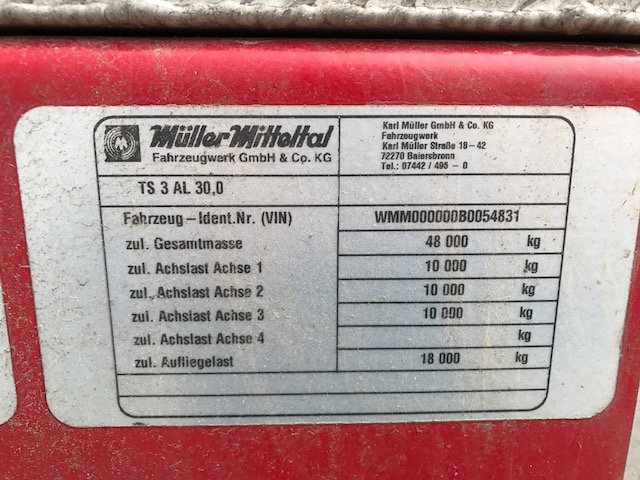 Müller Mitteltal
Fahrzeugwerk GmbH & Co. KG
Karl Müller GmbH & Co. KG
Fahrzeugwerk
Karl Müller Straße 18-42
72270 Baiersbronn
Tel.: 07442 / 496 - 0
TS 3 AL 30,0
Fahrzeug-Ident.Nr. (VIN) WMM000000B0054831
zul. Gesamtmasse 48 000 kg
zul. Achslast Achse 1 10 000 kg
zul. Achslast Achse 2 10 000 kg
zul. Achslast Achse 3 10 000 kg
zul. Achslast Achse 4 kg
zul. Aufliegelast 18 000 kg